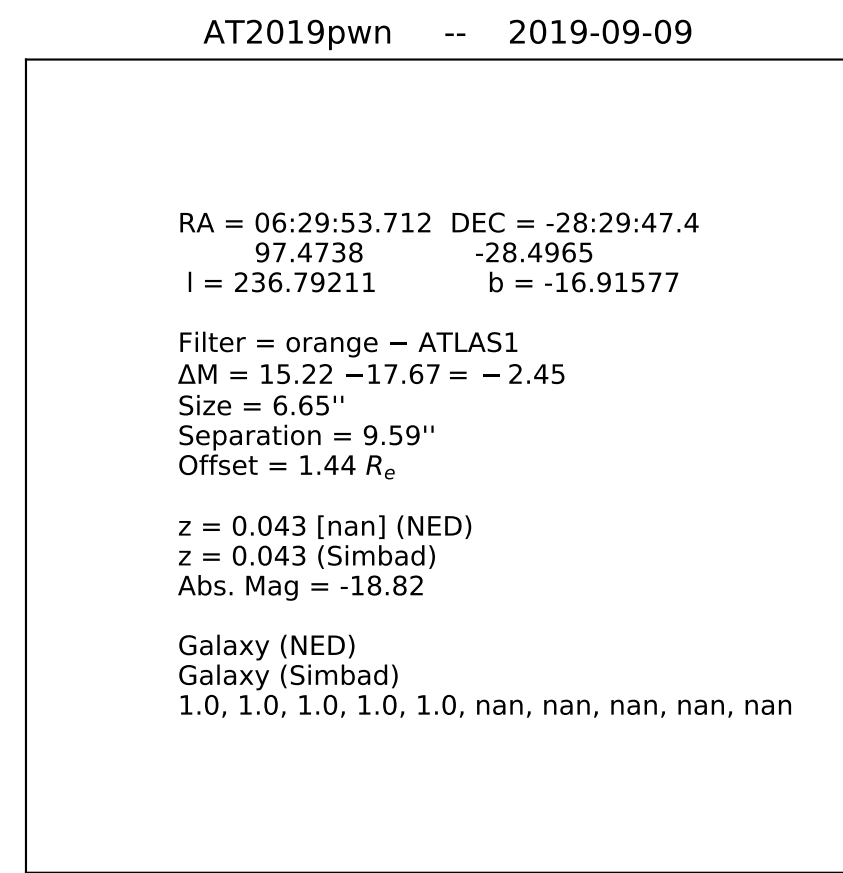 AT2019pwn -- 2019-09-09
RA = 06:29:53.712 DEC = -28:29:47.4
97.4738 -28.4965
l = 236.79211 b = -16.91577
Filter = orange − ATLAS1
ΔM = 15.22 −17.67 = − 2.45
Size = 6.65''
Separation = 9.59''
Offset = 1.44 Rₑ
z = 0.043 [nan] (NED)
z = 0.043 (Simbad)
Abs. Mag = -18.82
Galaxy (NED)
Galaxy (Simbad)
1.0, 1.0, 1.0, 1.0, 1.0, nan, nan, nan, nan, nan